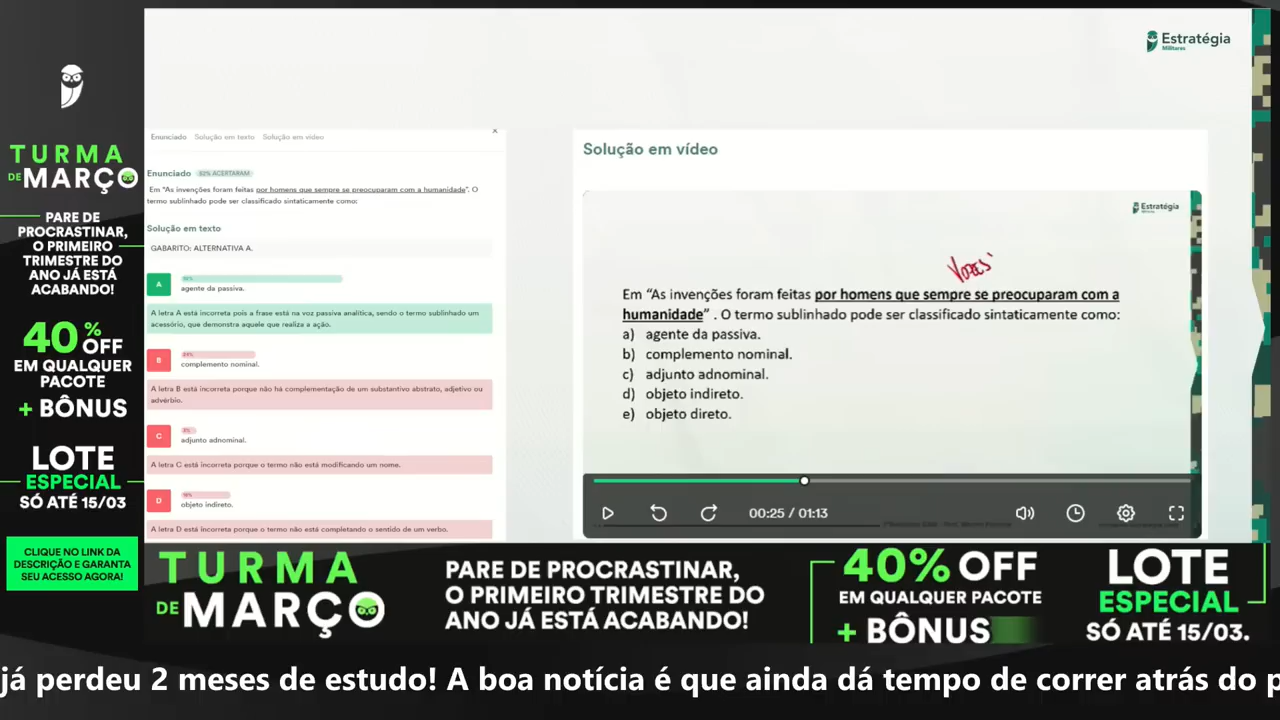 Estratégia
Militares
TURMA
DE MARÇO
PARE DE
PROCRASTINAR,
O PRIMEIRO
TRIMESTRE DO
ANO JÁ ESTÁ
ACABANDO!
40% OFF
EM QUALQUER
PACOTE
+ BÔNUS
LOTE
ESPECIAL
SÓ ATÉ 15/03
CLIQUE NO LINK DA
DESCRIÇÃO E GARANTA
SEU ACESSO AGORA!
Enunciado Solução em texto Solução em vídeo
Enunciado 52% ACERTARAM
Em “As invenções foram feitas por homens que sempre se preocuparam com a humanidade”. O
termo sublinhado pode ser classificado sintaticamente como:
Solução em texto
GABARITO: ALTERNATIVA A.
A
agente da passiva.
A letra A está incorreta pois a frase está na voz passiva analítica, sendo o termo sublinhado um
acessório, que demonstra aquele que realiza a ação.
B
complemento nominal.
A letra B está incorreta porque não há complementação de um substantivo abstrato, adjetivo ou
advérbio.
C
adjunto adnominal.
A letra C está incorreta porque o termo não está modificando um nome.
D
objeto indireto.
A letra D está incorreta porque o termo não está completando o sentido de um verbo.
Solução em vídeo
Estratégia
Vozes
Em “As invenções foram feitas por homens que sempre se preocuparam com a
humanidade” . O termo sublinhado pode ser classificado sintaticamente como:
a) agente da passiva.
b) complemento nominal.
c) adjunto adnominal.
d) objeto indireto.
e) objeto direto.
00:25 / 01:13
TURMA
DE MARÇO
PARE DE PROCRASTINAR,
O PRIMEIRO TRIMESTRE DO
ANO JÁ ESTÁ ACABANDO!
40% OFF
EM QUALQUER PACOTE
+ BÔNUS
LOTE
ESPECIAL
SÓ ATÉ 15/03.
já perdeu 2 meses de estudo! A boa notícia é que ainda dá tempo de correr atrás do p